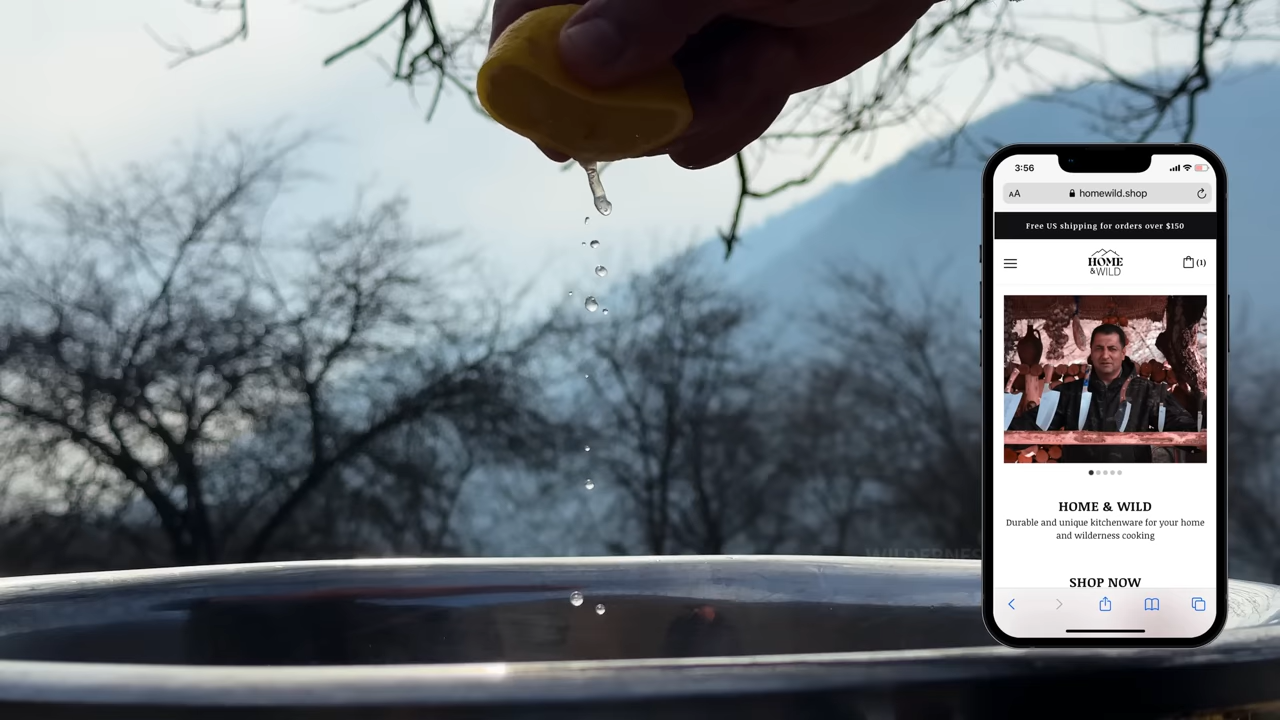 3:56
AA
homewild.shop
Free US shipping for orders over $150
HOME
&WILD
(1)
HOME & WILD
Durable and unique kitchenware for your home
and wilderness cooking
SHOP NOW
WILDERNES